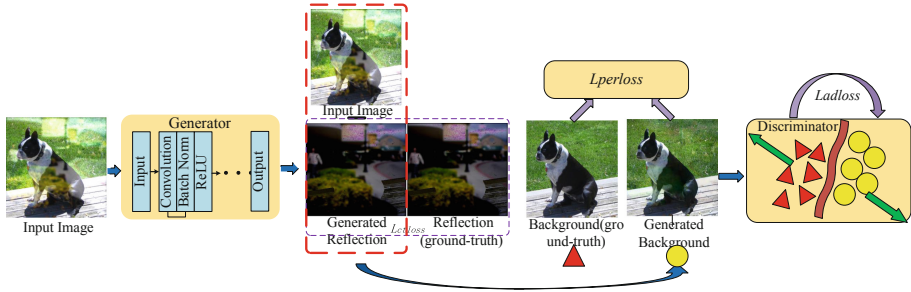 Input Image
Generator
Input
Convolution
Batch Norm
ReLU
Output
Input Image
Generated
Reflection
Reflection
(ground-truth)
Lctloss
Lperloss
Background(gro
und-truth)
Generated
Background
Ladloss
Discriminator